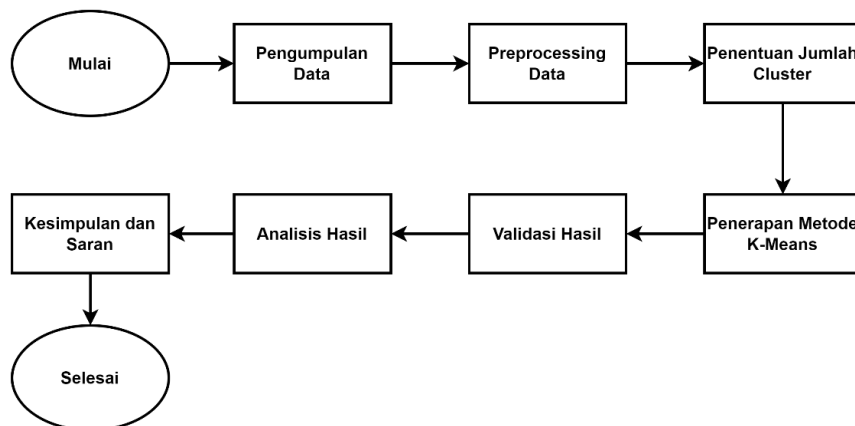 Mulai
Pengumpulan
Data
Preprocessing
Data
Penentuan Jumlah
Cluster
Penerapan Metode
K-Means
Validasi Hasil
Analisis Hasil
Kesimpulan dan
Saran
Selesai